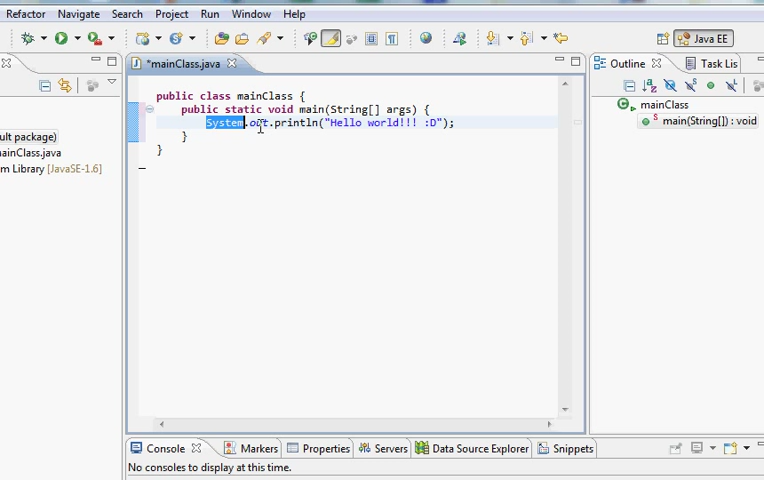 Refactor Navigate Search Project Run Window Help
Java EE
*mainClass.java
Outline Task Lis
public class mainClass {
public static void main(String[] args) {
System.out.println("Hello world!!! :D");
}
}
ult package)
ainClass.java
m Library [JavaSE-1.6]
mainClass
main(String[]) : void
Console Markers Properties Servers Data Source Explorer Snippets
No consoles to display at this time.